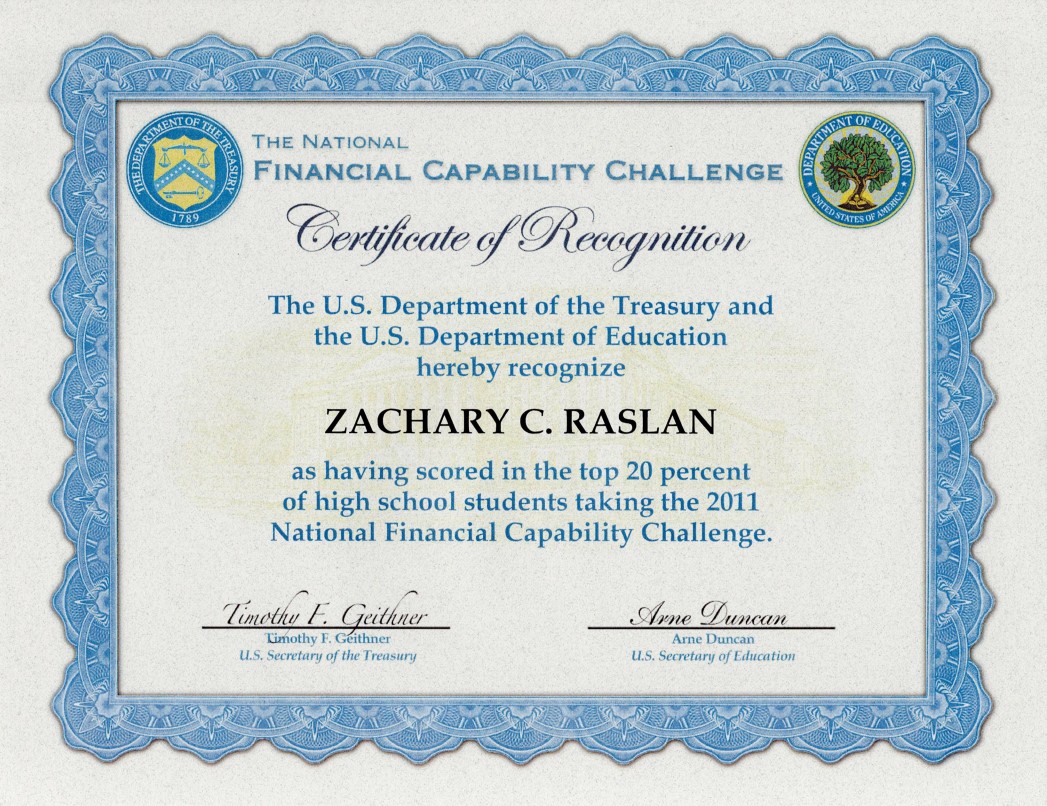 THE DEPARTMENT OF THE TREASURY
1789
THE NATIONAL
FINANCIAL CAPABILITY CHALLENGE
DEPARTMENT OF EDUCATION
UNITED STATES OF AMERICA
Certificate of Recognition
The U.S. Department of the Treasury and
the U.S. Department of Education
hereby recognize
ZACHARY C. RASLAN
as having scored in the top 20 percent
of high school students taking the 2011
National Financial Capability Challenge.
Timothy F. Geithner
Timothy F. Geithner
U.S. Secretary of the Treasury
Arne Duncan
Arne Duncan
U.S. Secretary of Education